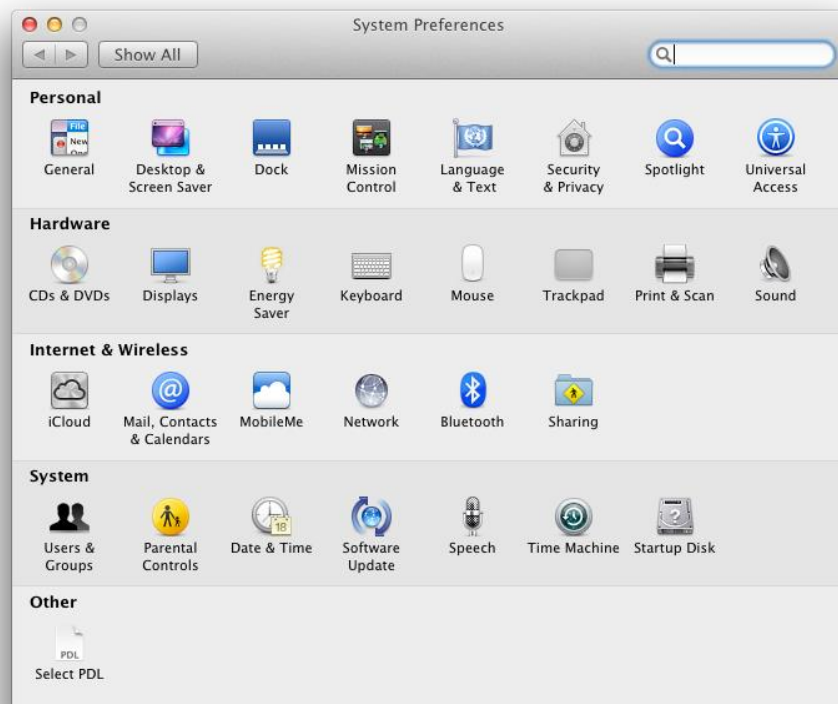 System Preferences
Show All
Personal
File
New
General
Desktop &
Screen Saver
Dock
Mission
Control
Language
& Text
Security
& Privacy
Spotlight
Universal
Access
Hardware
CDs & DVDs
Displays
Energy
Saver
Keyboard
Mouse
Trackpad
Print & Scan
Sound
Internet & Wireless
iCloud
@
Mail, Contacts
& Calendars
MobileMe
Network
Bluetooth
Sharing
System
Users &
Groups
Parental
Controls
18
Date & Time
Software
Update
Speech
Time Machine
?
Startup Disk
Other
PDL
Select PDL